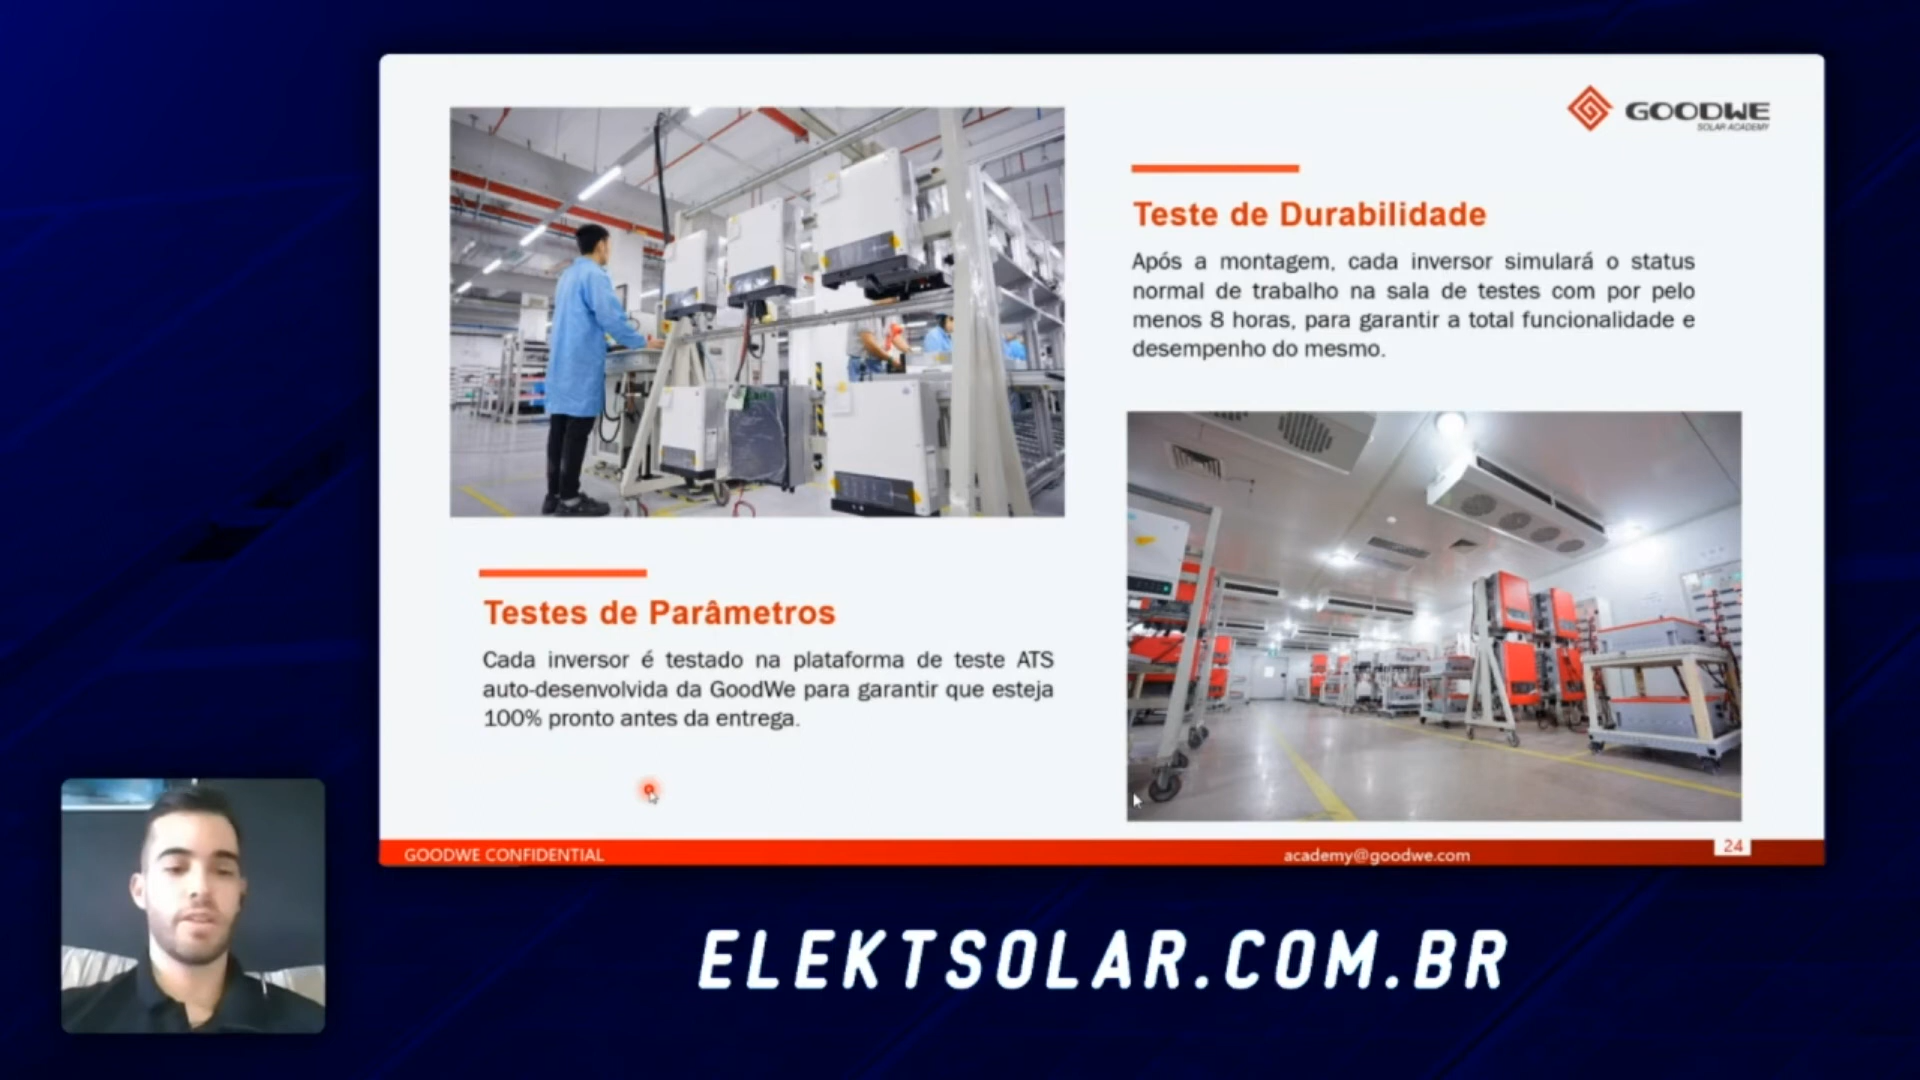 GOODWE
SOLAR ACADEMY
Teste de Durabilidade
Após a montagem, cada inversor simulará o status
normal de trabalho na sala de testes com por pelo
menos 8 horas, para garantir a total funcionalidade e
desempenho do mesmo.
Testes de Parâmetros
Cada inversor é testado na plataforma de teste ATS
auto-desenvolvida da GoodWe para garantir que esteja
100% pronto antes da entrega.
GOODWE CONFIDENTIAL
academy@goodwe.com
24
ELEKTSOLAR.COM.BR